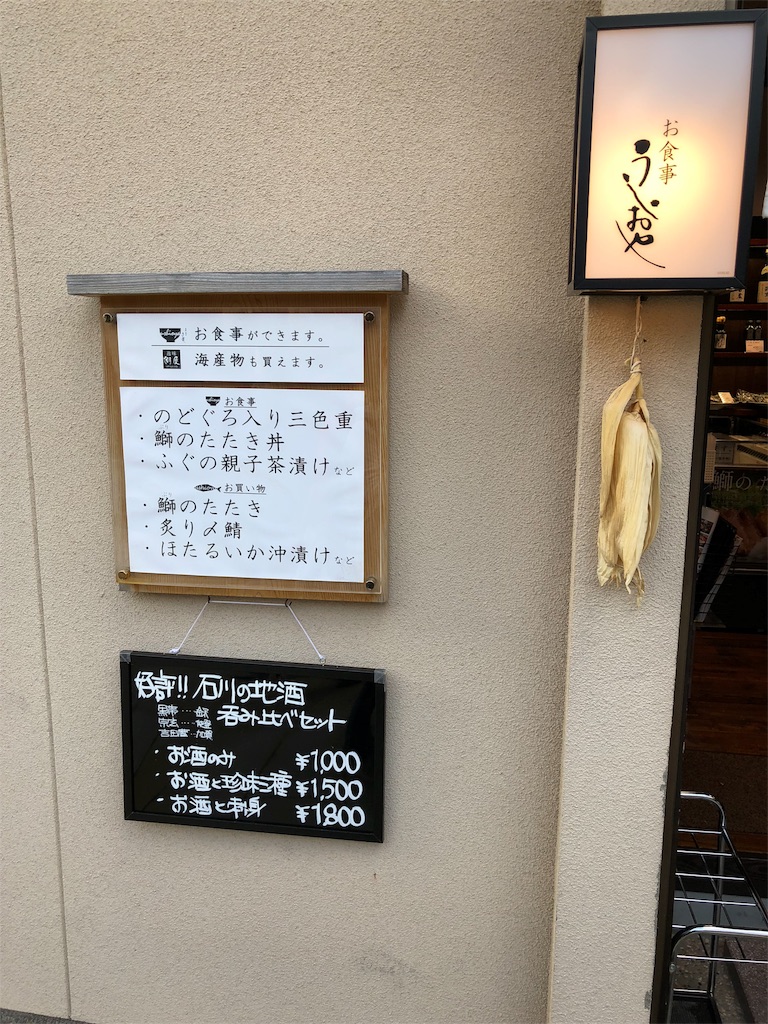 お食事
うしおや
お食事ができます。
海産物も買えます。
お食事
・のどぐろ入り三色重
・鰤のたたき丼
・ふぐの親子茶漬けなど
お買い物
・鰤のたたき
・炙り〆鯖
・ほたるいか沖漬けなど
好評!! 石川の地酒
呑み比べセット
・お酒のみ ¥1,000
・お酒と珍味三種 ¥1,500
・お酒と刺身 ¥1,800
鰤の